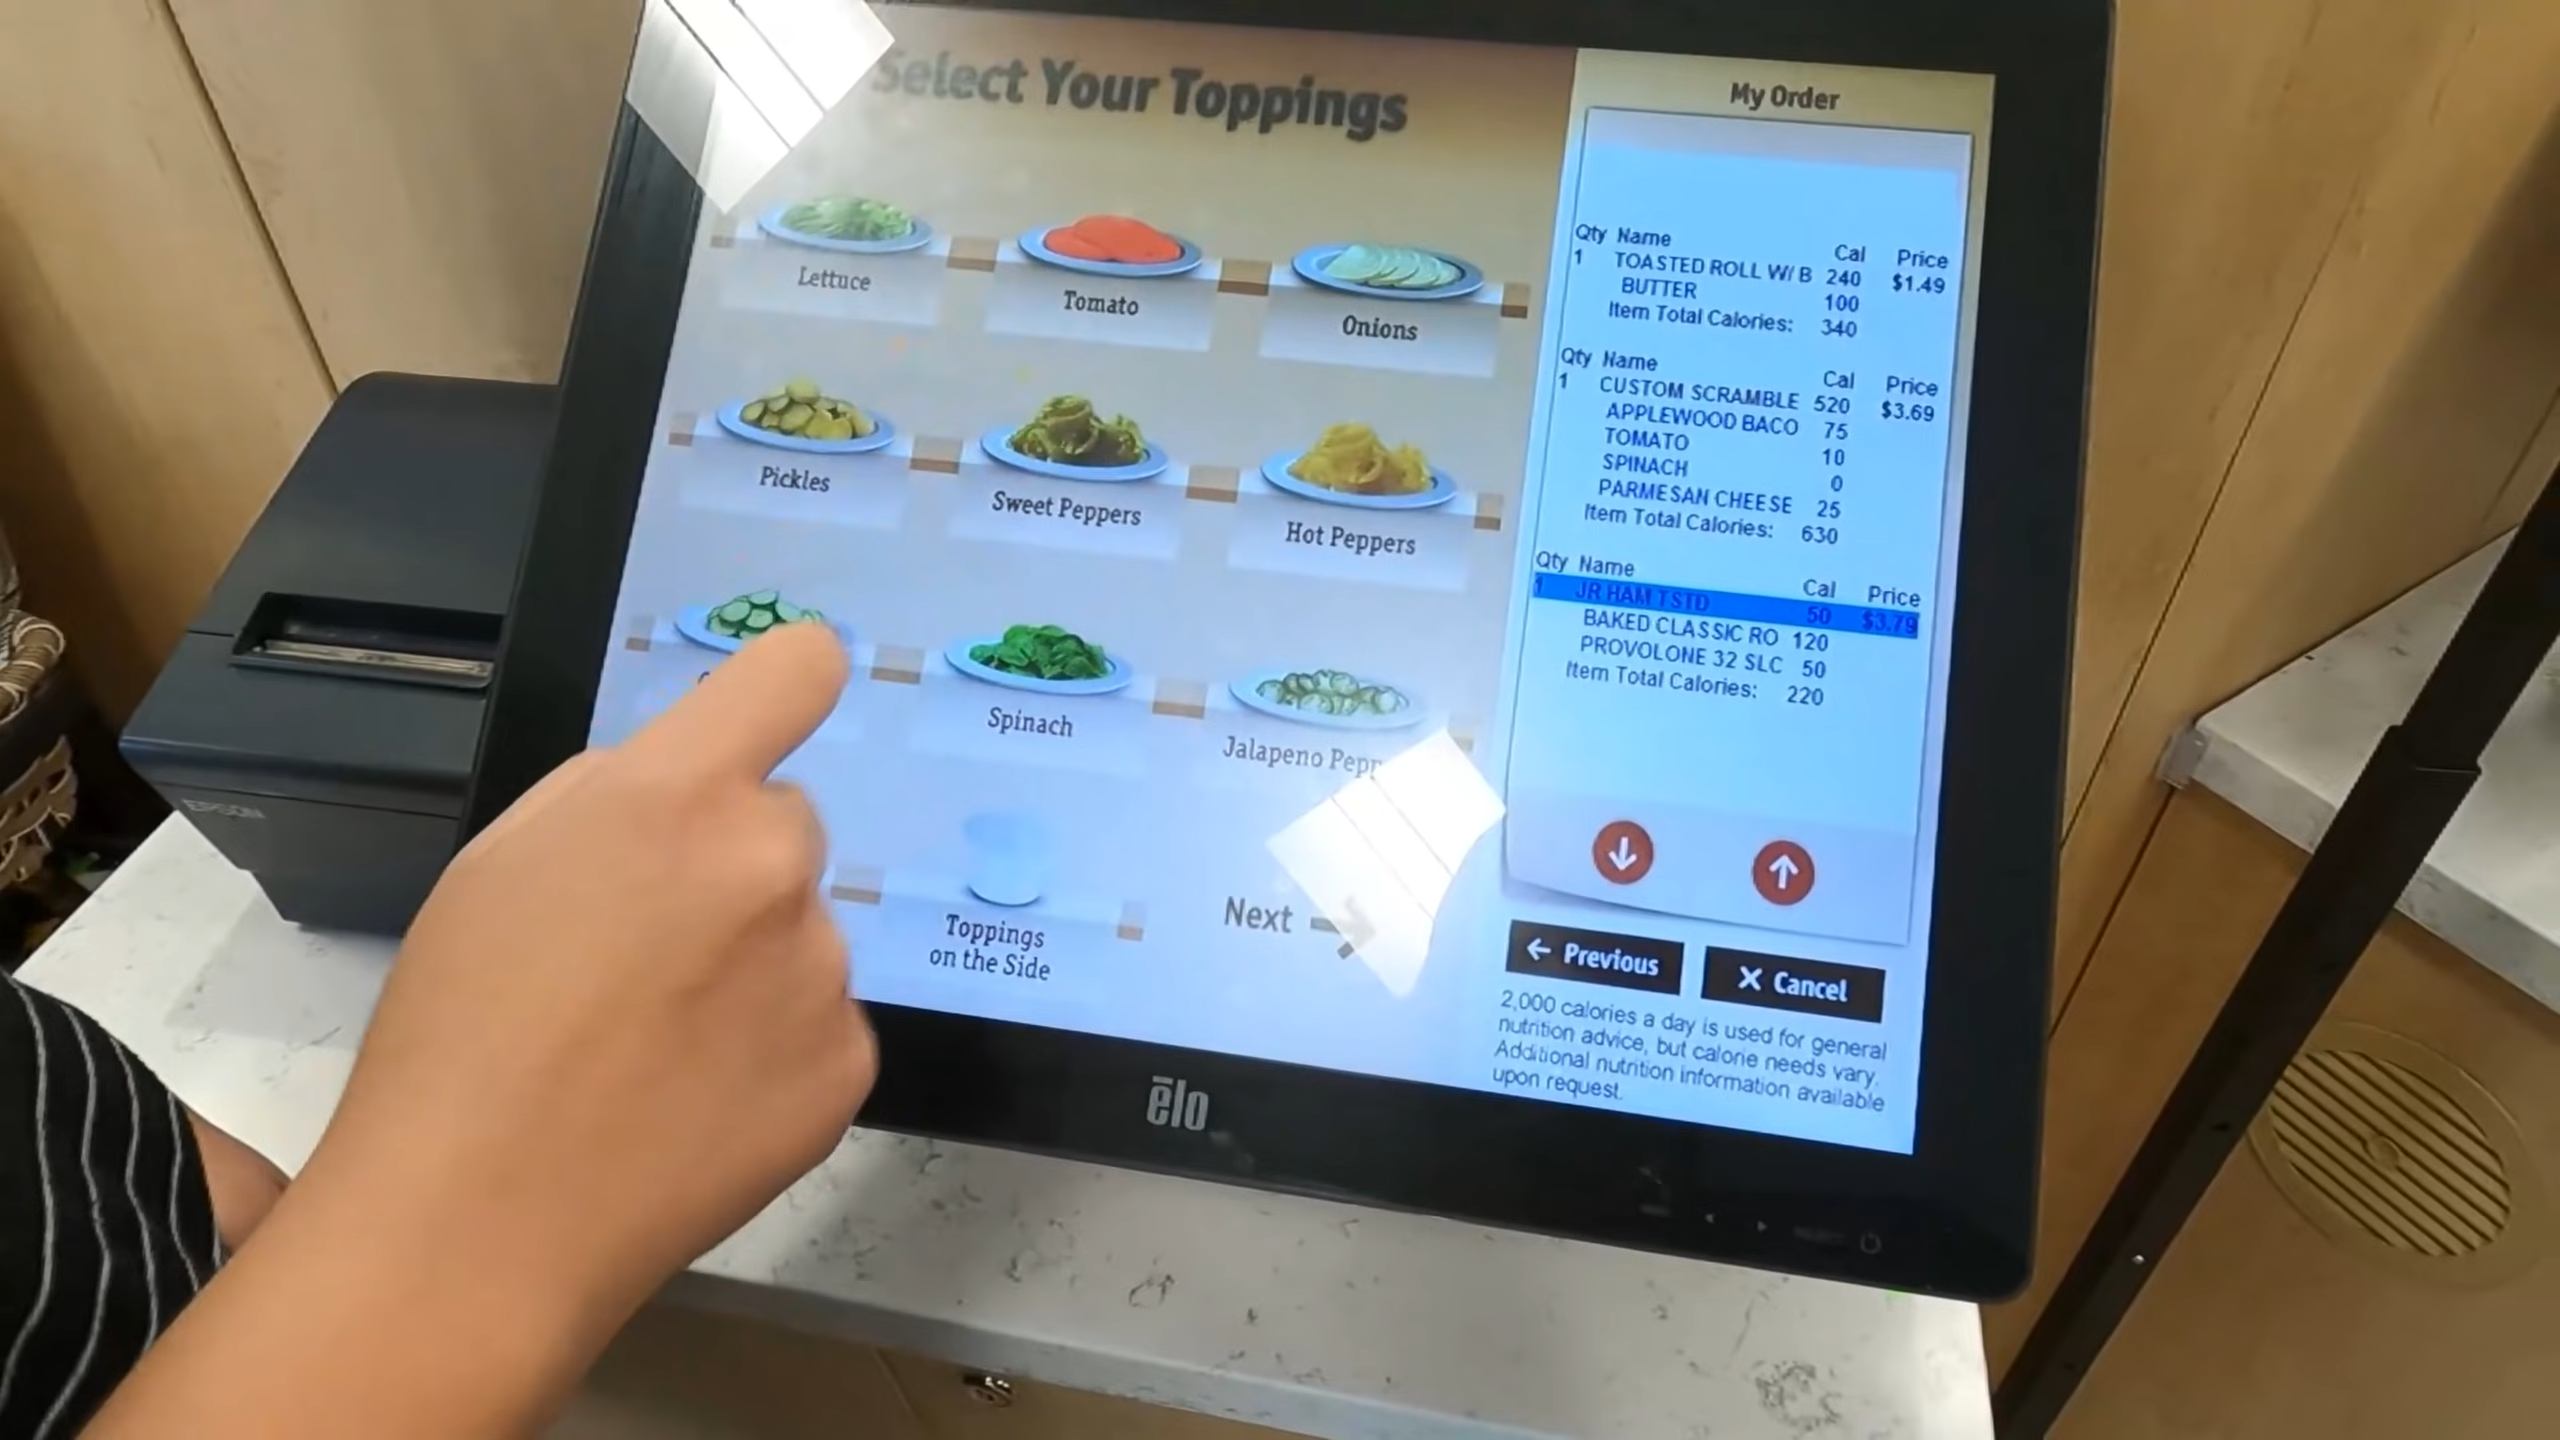 Select Your Toppings
Lettuce
Tomato
Onions
Pickles
Sweet Peppers
Hot Peppers
Spinach
Jalapeno
Toppings
on the Side
Next
My Order
Qty Name Cal Price
1 TOASTED ROLL W/ B 240 $1.49
BUTTER 100
Item Total Calories: 340
Qty Name Cal Price
1 CUSTOM SCRAMBLE 520 $3.69
APPLEWOOD BACO 75
TOMATO 10
SPINACH 0
PARMESAN CHEESE 25
Item Total Calories: 630
Qty Name Cal Price
1 JR HAM TSTD 50 $3.79
BAKED CLASSIC RO 120
PROVOLONE 32 SLC 50
Item Total Calories: 220
← Previous
X Cancel
2,000 calories a day is used for general
nutrition advice, but calorie needs vary.
Additional nutrition information available
upon request.
ēlo
EPSON